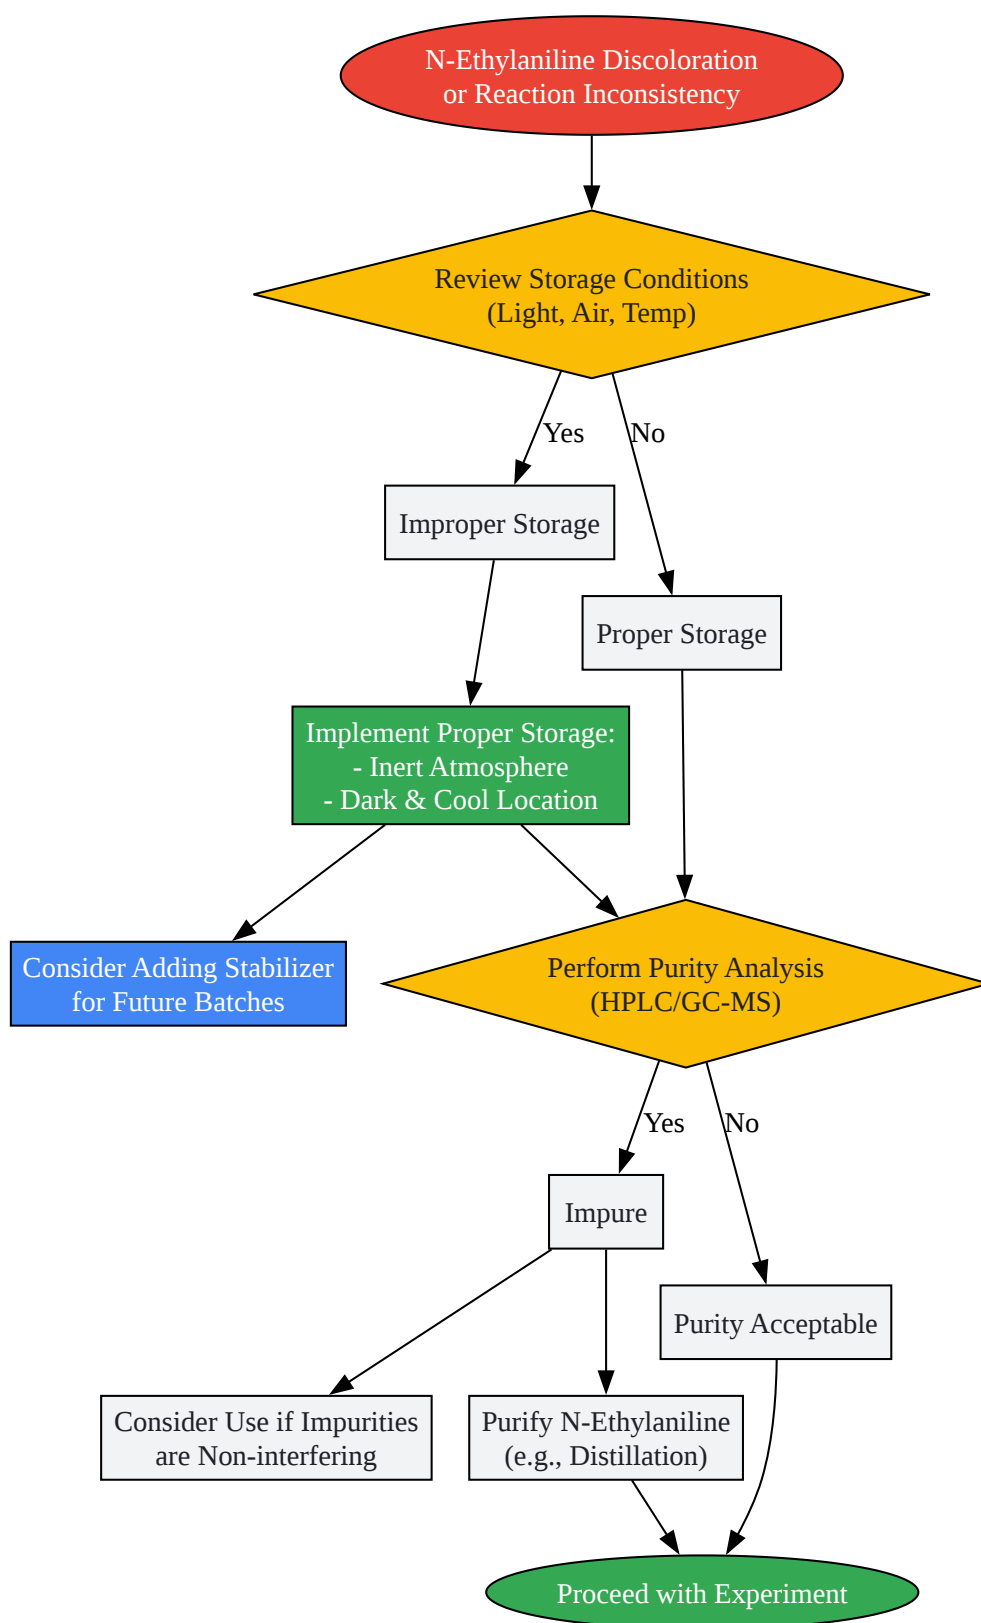 N-Ethylaniline Discoloration
or Reaction Inconsistency
Review Storage Conditions
(Light, Air, Temp)
Yes
No
Improper Storage
Proper Storage
Implement Proper Storage:
- Inert Atmosphere
- Dark & Cool Location
Consider Adding Stabilizer
for Future Batches
Perform Purity Analysis
(HPLC/GC-MS)
Yes
No
Impure
Purity Acceptable
Consider Use if Impurities
are Non-interfering
Purify N-Ethylaniline
(e.g., Distillation)
Proceed with Experiment